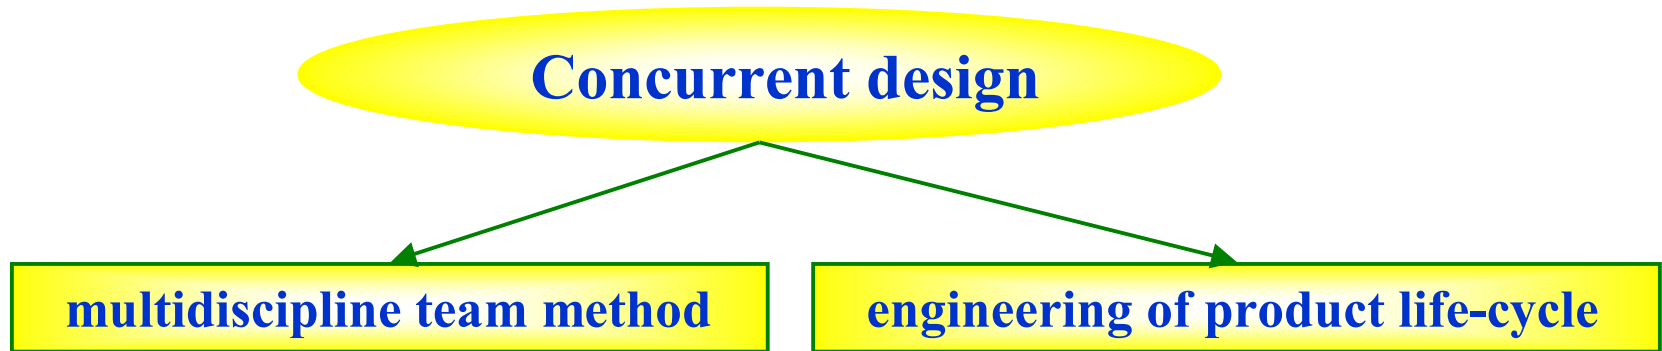 Concurrent design
multidiscipline team method
engineering of product life-cycle